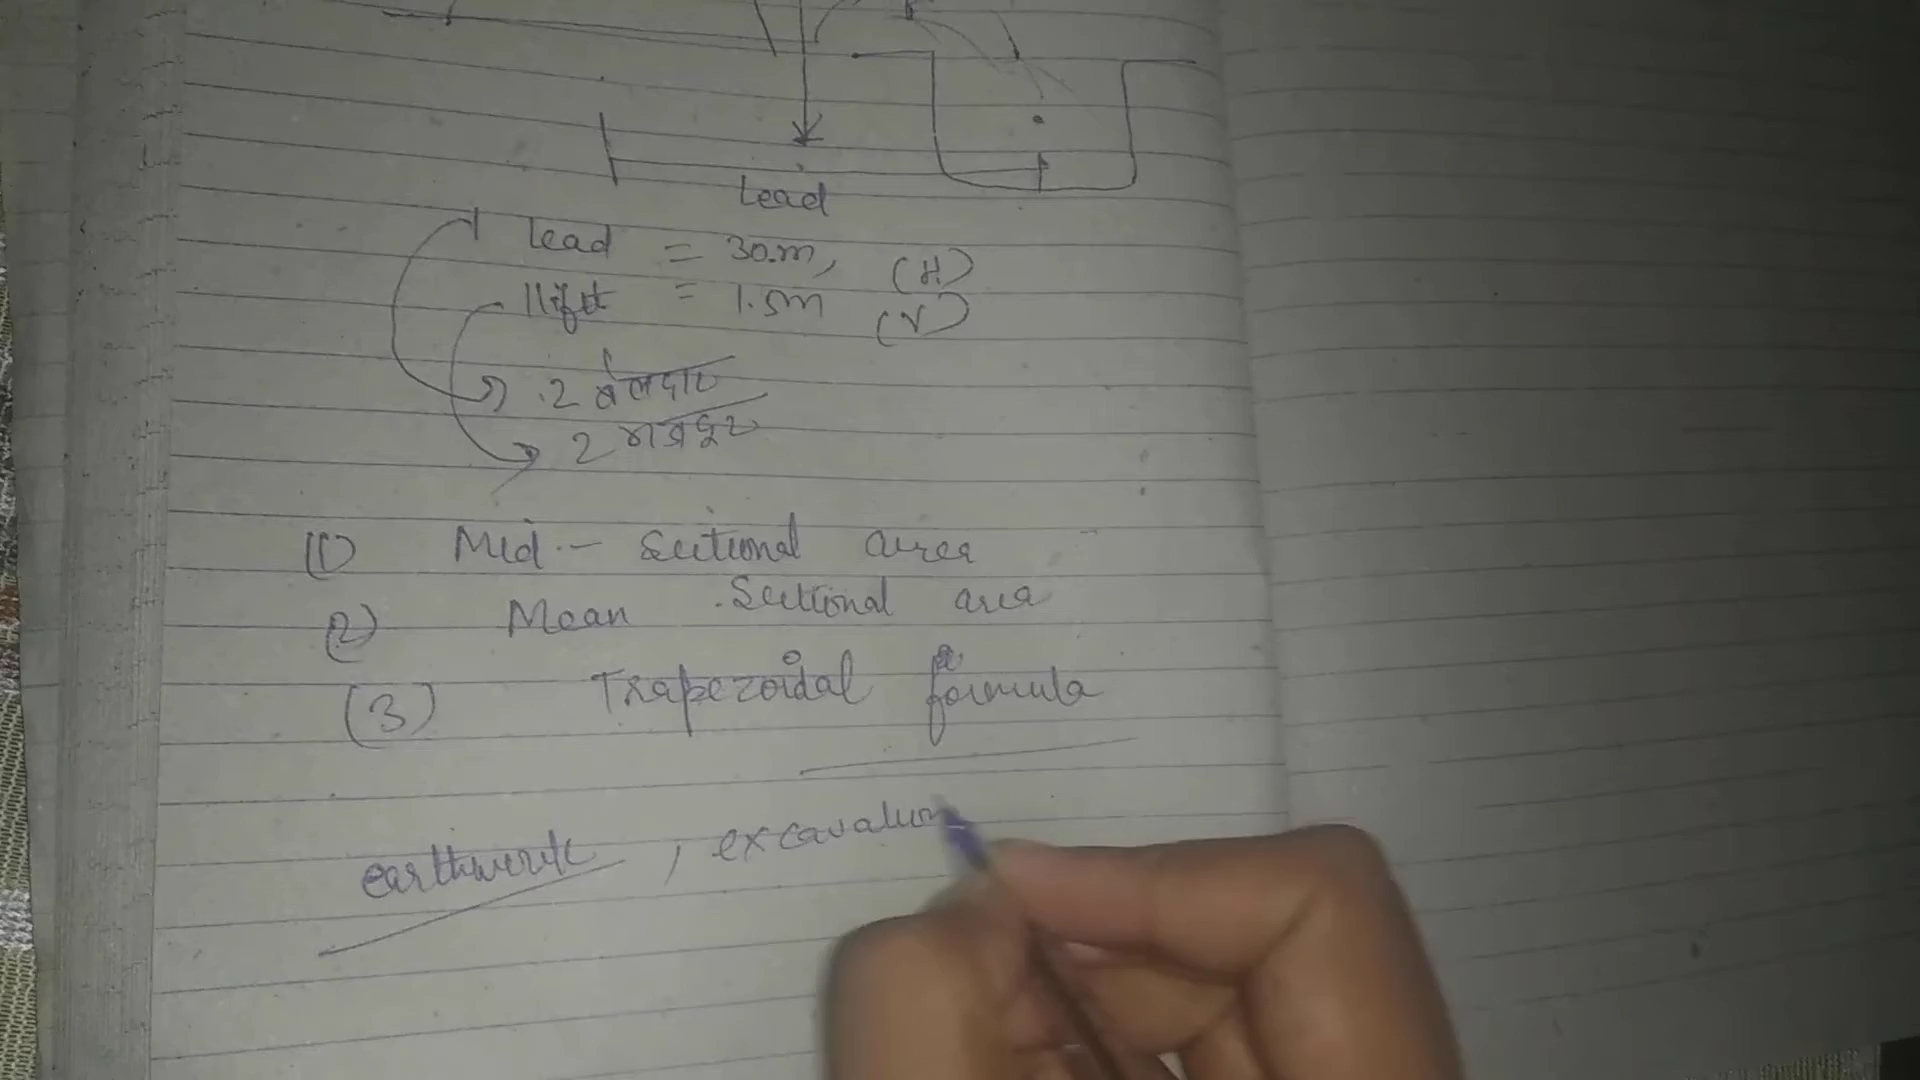 Lead
Lead = 30.m, (H)
lift = 1.5m (V)
2 बेलदार
2 मजदूर
(1) Mid - Sectional area
(2) Mean Sectional area
(3) Trapezoidal formula
earthwork, excavation